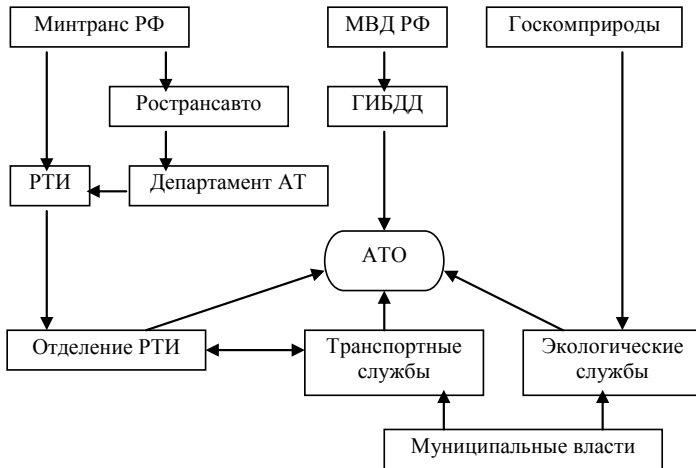 Минтранс РФ
МВД РФ
Госкомприроды
Ространсавто
ГИБДД
РТИ
Департамент АТ
АТО
Отделение РТИ
Транспортные
службы
Экологические
службы
Муниципальные власти